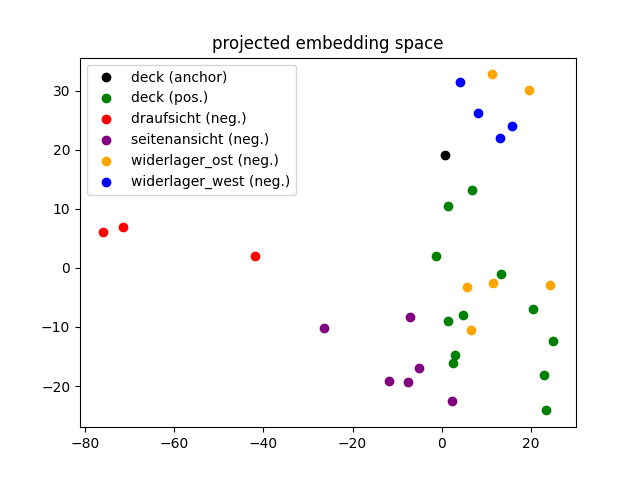 projected embedding space
deck (anchor)
deck (pos.)
draufsicht (neg.)
seitenansicht (neg.)
widerlager_ost (neg.)
widerlager_west (neg.)
30
20
10
0
−10
−20
−80
−60
−40
−20
0
20